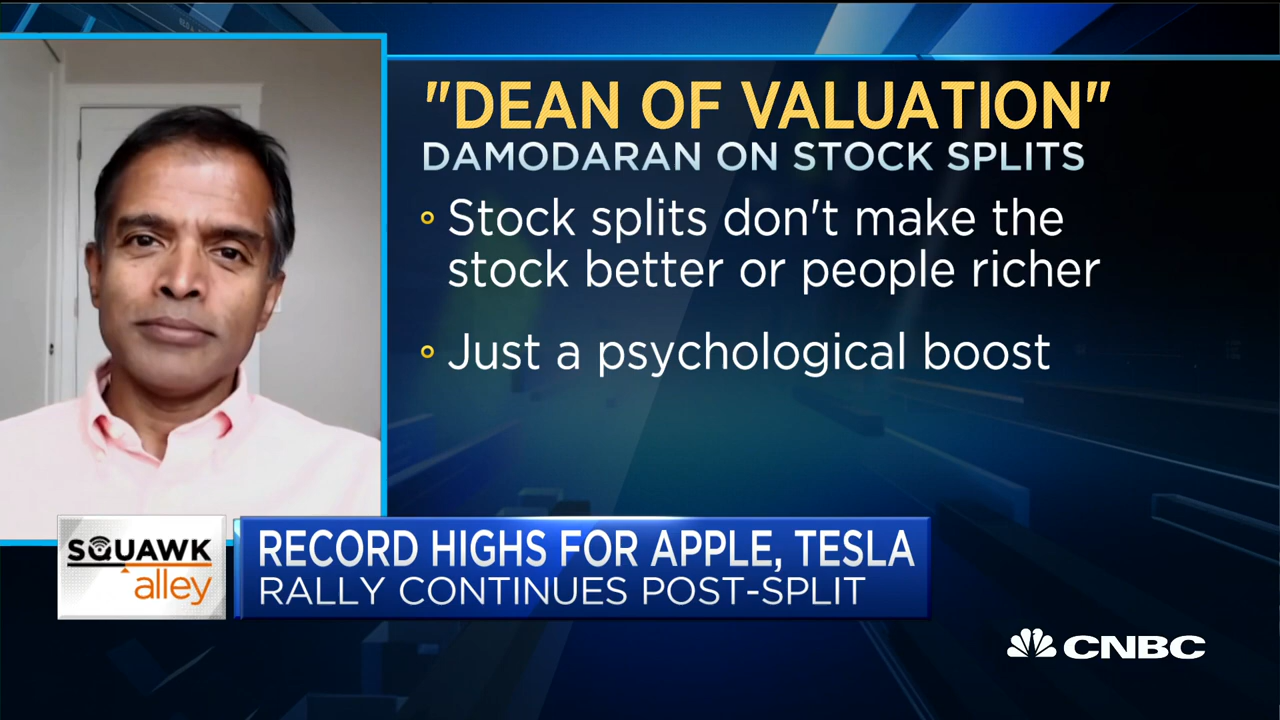 "DEAN OF VALUATION"
DAMODARAN ON STOCK SPLITS
Stock splits don't make the
stock better or people richer
Just a psychological boost
SQUAWK
alley
RECORD HIGHS FOR APPLE, TESLA
RALLY CONTINUES POST-SPLIT
CNBC